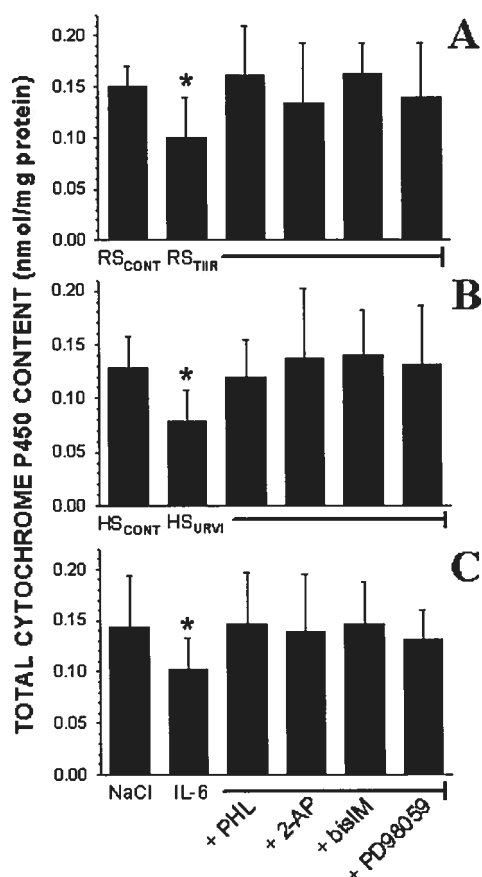 TOTAL CYTOCHROME P450 CONTENT (nmol/mg protein)
A
0.20
0.15
0.10
0.05
0.00
*
RS_CONT RS_TIIR
B
0.20
0.15
0.10
0.05
0.00
*
HS_CONT HS_URVI
C
0.20
0.15
0.10
0.05
0.00
*
NaCl IL-6
+ PHL
+ 2-AP
+ bisIM
+ PD98059